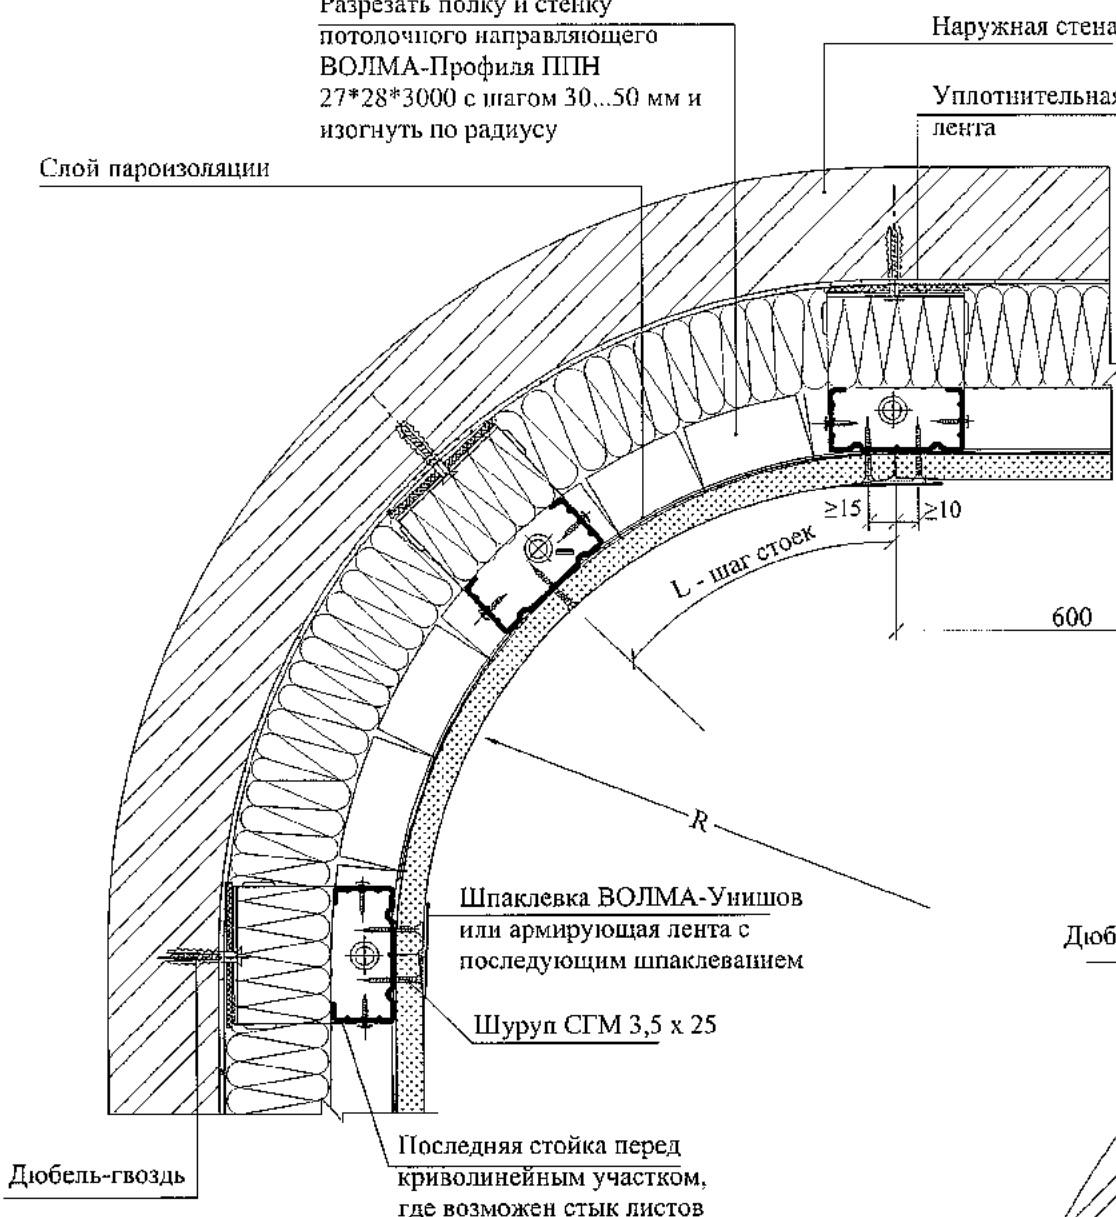 Разрезать полку и стенку
потолочного направляющего
ВОЛМА-Профиля ППН
27*28*3000 с шагом 30...50 мм и
изогнуть по радиусу
Наружная стена
Уплотнительная
лента
Слой пароизоляции
≥15
≥10
L - шаг стоек
600
R
Шпаклевка ВОЛМА-Унишов
или армирующая лента с
последующим шпаклеванием
Дюб
Шуруп СГМ 3,5 x 25
Последняя стойка перед
криволинейным участком,
где возможен стык листов
Дюбель-гвоздь